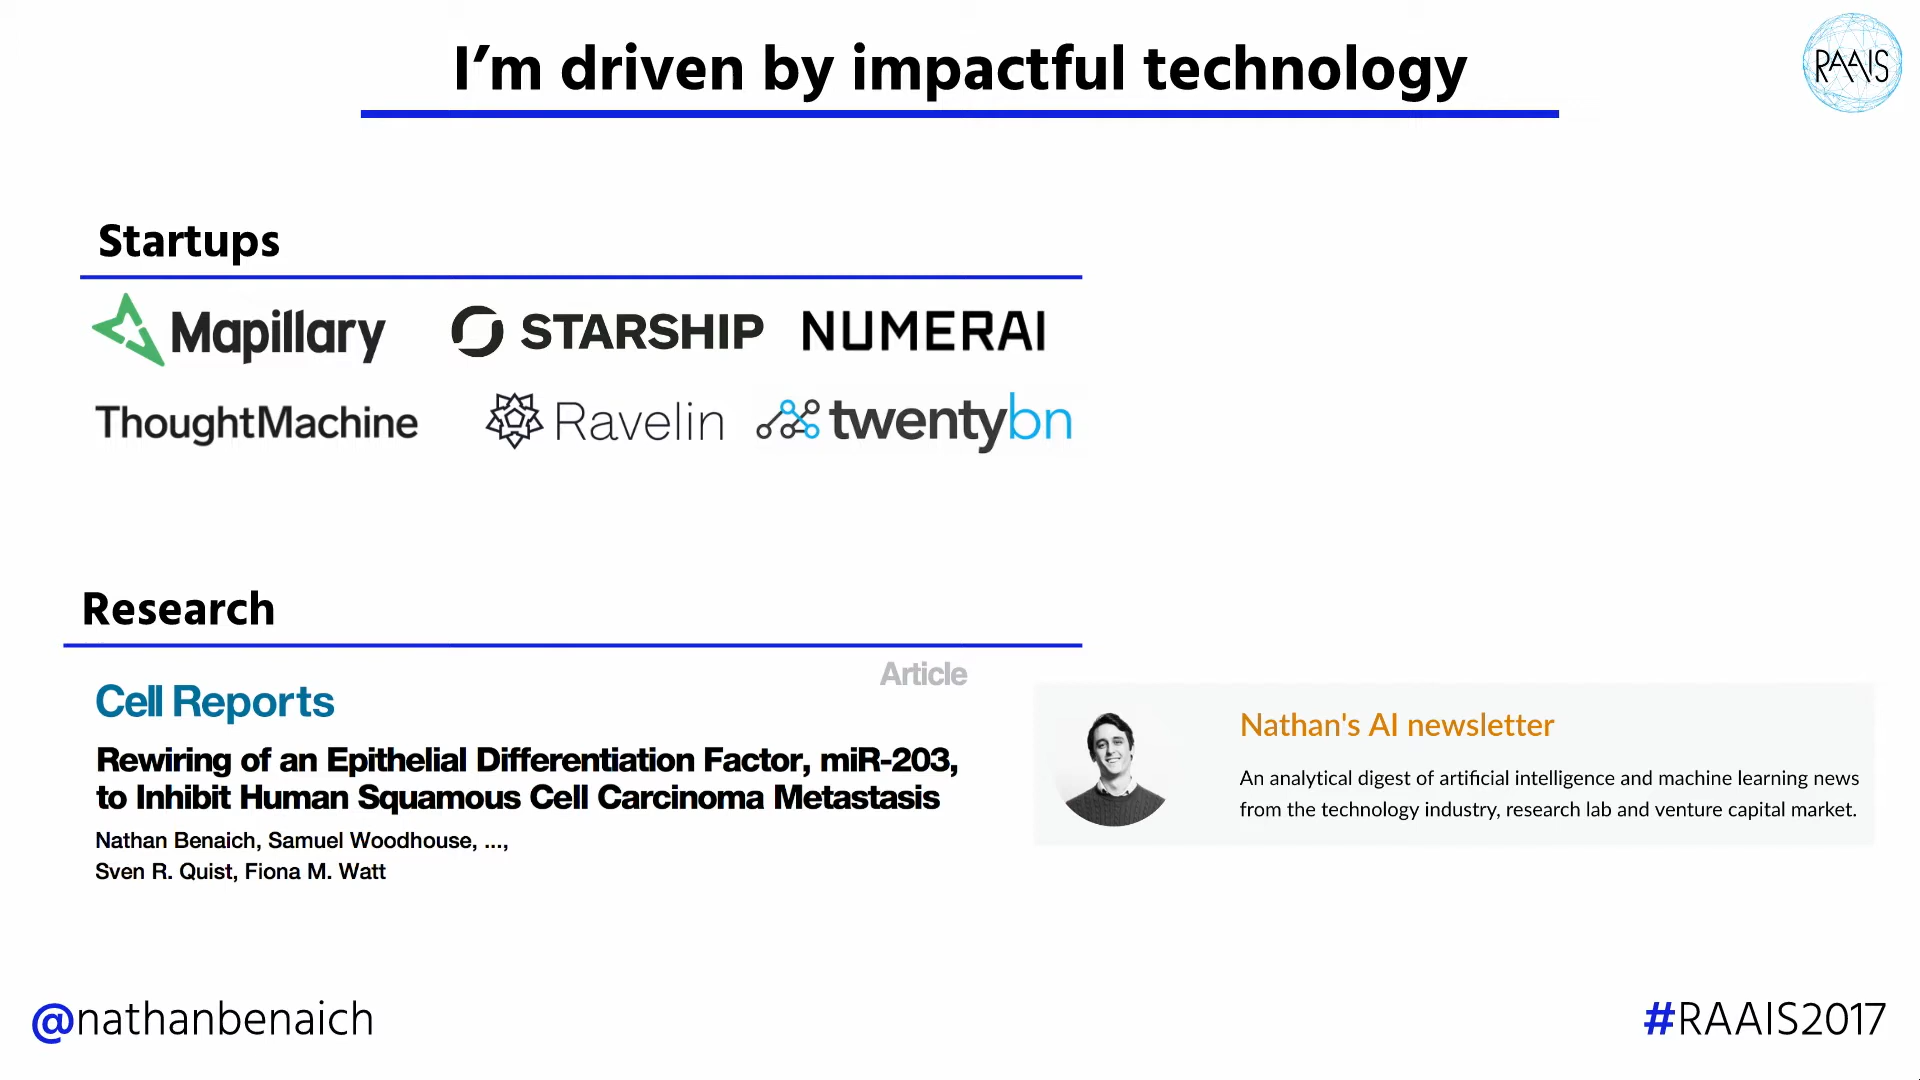 I’m driven by impactful technology
RAAIS
Startups
Mapillary
STARSHIP
NUMERAI
ThoughtMachine
Ravelin
twentybn
Research
Article
Cell Reports
Rewiring of an Epithelial Differentiation Factor, miR-203,
to Inhibit Human Squamous Cell Carcinoma Metastasis
Nathan Benaich, Samuel Woodhouse, ...,
Sven R. Quist, Fiona M. Watt
Nathan's AI newsletter
An analytical digest of artificial intelligence and machine learning news
from the technology industry, research lab and venture capital market.
@nathanbenaich
#RAAIS2017